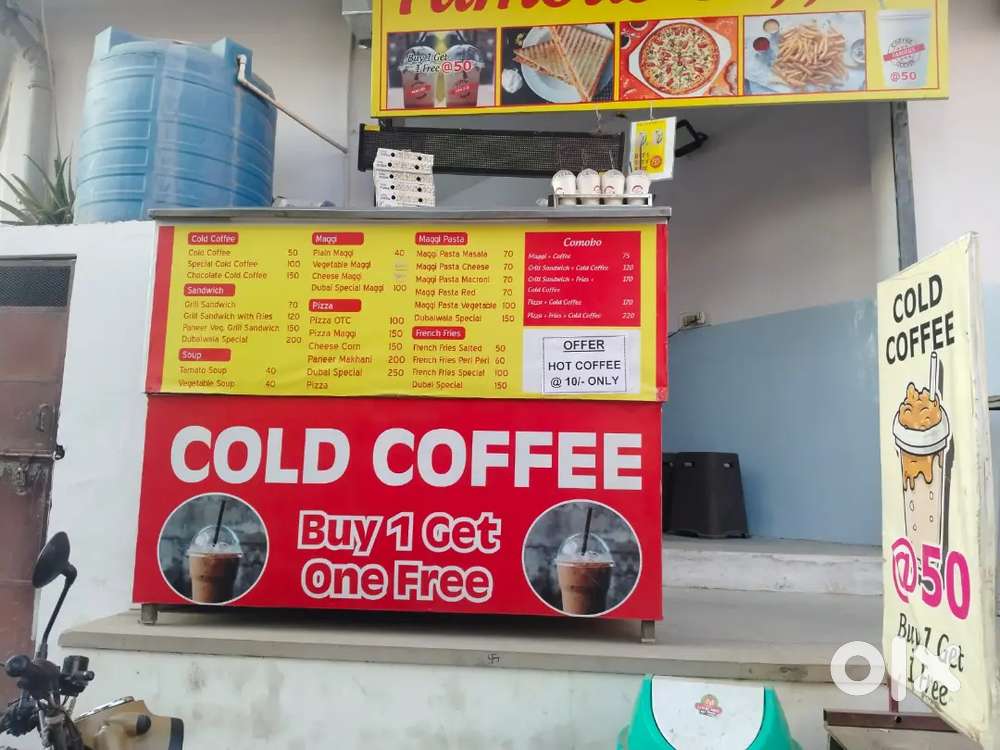 Buy 1 Get
1 Free @50
COFFEE
FAMOUS
@50
Cold Coffee
Cold Coffee 50
Special Cold Coffee 100
Chocolate Cold Coffee 150
Sandwich
Grill Sandwich 70
Grill Sandwich with Fries 120
Paneer Veg. Grill Sandwich 150
Dubaiwala Special 200
Soup
Tomato Soup 40
Vegetable Soup 40
Maggi
Plain Maggi 40
Vegetable Maggi
Cheese Maggi
Dubai Special Maggi 100
Pizza
Pizza OTC 100
Pizza Maggi 150
Cheese Corn 150
Paneer Makhani 200
Dubai Special 250
Pizza
Maggi Pasta
Maggi Pasta Masala 70
Maggi Pasta Cheese 70
Maggi Pasta Macroni 70
Maggi Pasta Red 70
Maggi Pasta Vegetable 100
Dubaiwala Special 150
French Fries
French Fries Salted 50
French Fries Peri Peri 60
French Fries Special 100
Dubai Special 150
Comobo
Maggi + Coffee 75
Grill Sandwich + Cold Coffee 120
Grill Sandwich + Fries + 170
Cold Coffee
Pizza + Cold Coffee 170
Pizza + Fries + Cold Coffee 220
OFFER
HOT COFFEE
@ 10/- ONLY
COLD COFFEE
Buy 1 Get
One Free
COLD
COFFEE
@50
Buy 1 Get
1 Free
OLX